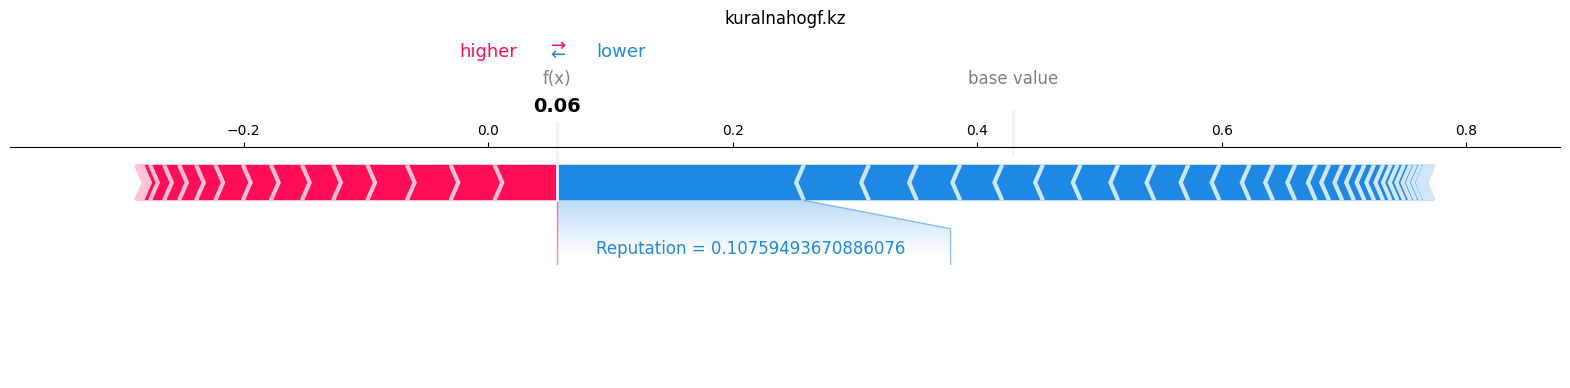 kuralnahogf.kz
higher → ← lower
f(x) base value
0.06
−0.2 0.0 0.2 0.4 0.6 0.8
Reputation = 0.10759493670886076